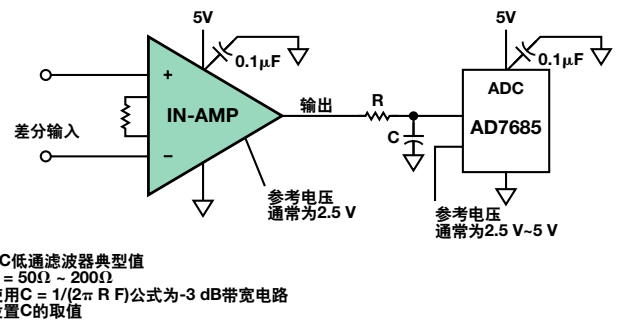 5V
5V
0.1μF
0.1μF
+
IN-AMP
−
差分输入
输出
R
C
ADC
AD7685
参考电压
通常为2.5 V
参考电压
通常为2.5 V~5 V
C低通滤波器典型值
= 50Ω ~ 200Ω
使用C = 1/(2π R F)公式为-3 dB带宽电路
设置C的取值